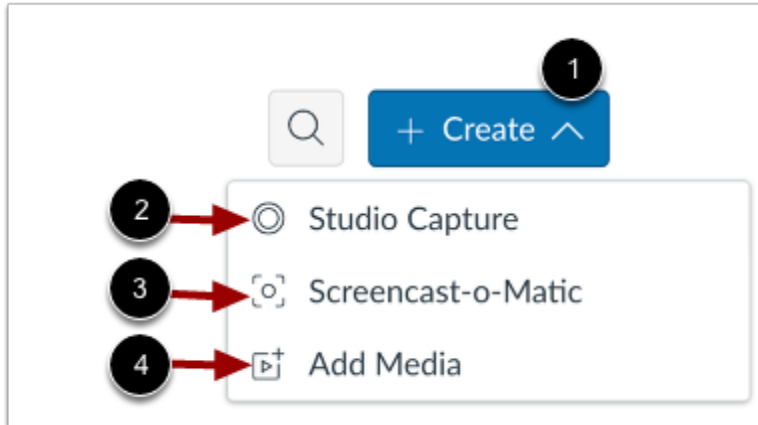 1
+ Create
2 Studio Capture
3 Screencast-o-Matic
4 Add Media